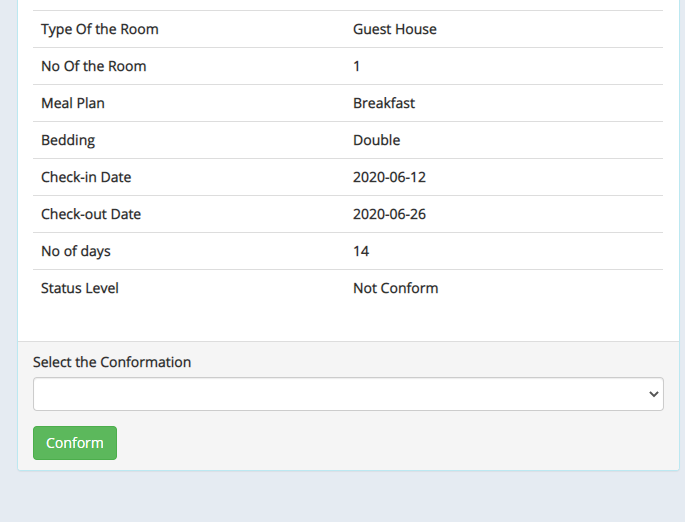 Type Of the Room Guest House
No Of the Room 1
Meal Plan Breakfast
Bedding Double
Check-in Date 2020-06-12
Check-out Date 2020-06-26
No of days 14
Status Level Not Conform
Select the Conformation
Conform